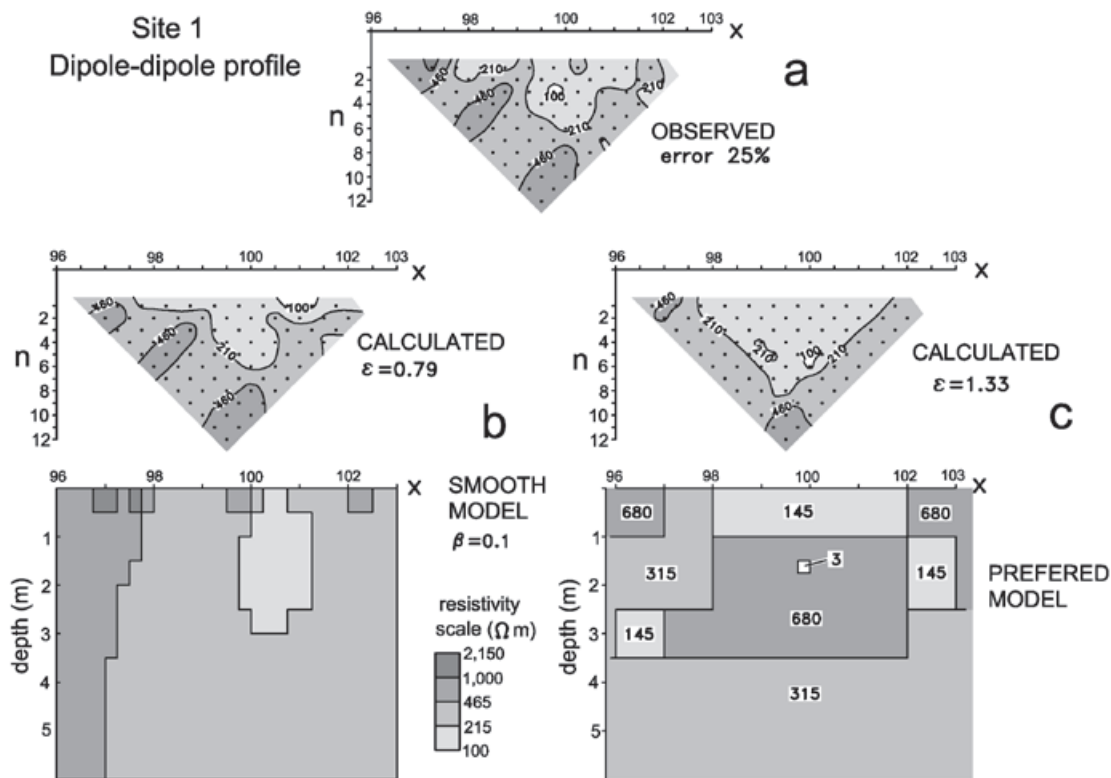 Site 1
Dipole-dipole profile
96 98 100 102 103 x
n
2
4
6
8
10
12
460 210 460 100 210 210 460
a
OBSERVED
error 25%
96 98 100 102 103 x
n
2
4
6
8
10
12
460 460 210 100 460
CALCULATED
ε=0.79
b
96 98 100 102 103 x
n
2
4
6
8
10
12
460 210 210 100 210 460
CALCULATED
ε=1.33
c
96 98 100 102 x
depth (m)
1
2
3
4
5
SMOOTH
MODEL
β=0.1
resistivity
scale (Ω m)
2,150
1,000
465
215
100
96 98 100 102 103 x
depth (m)
1
2
3
4
5
680 145 680
315 3 145
145 680
315
PREFERED
MODEL